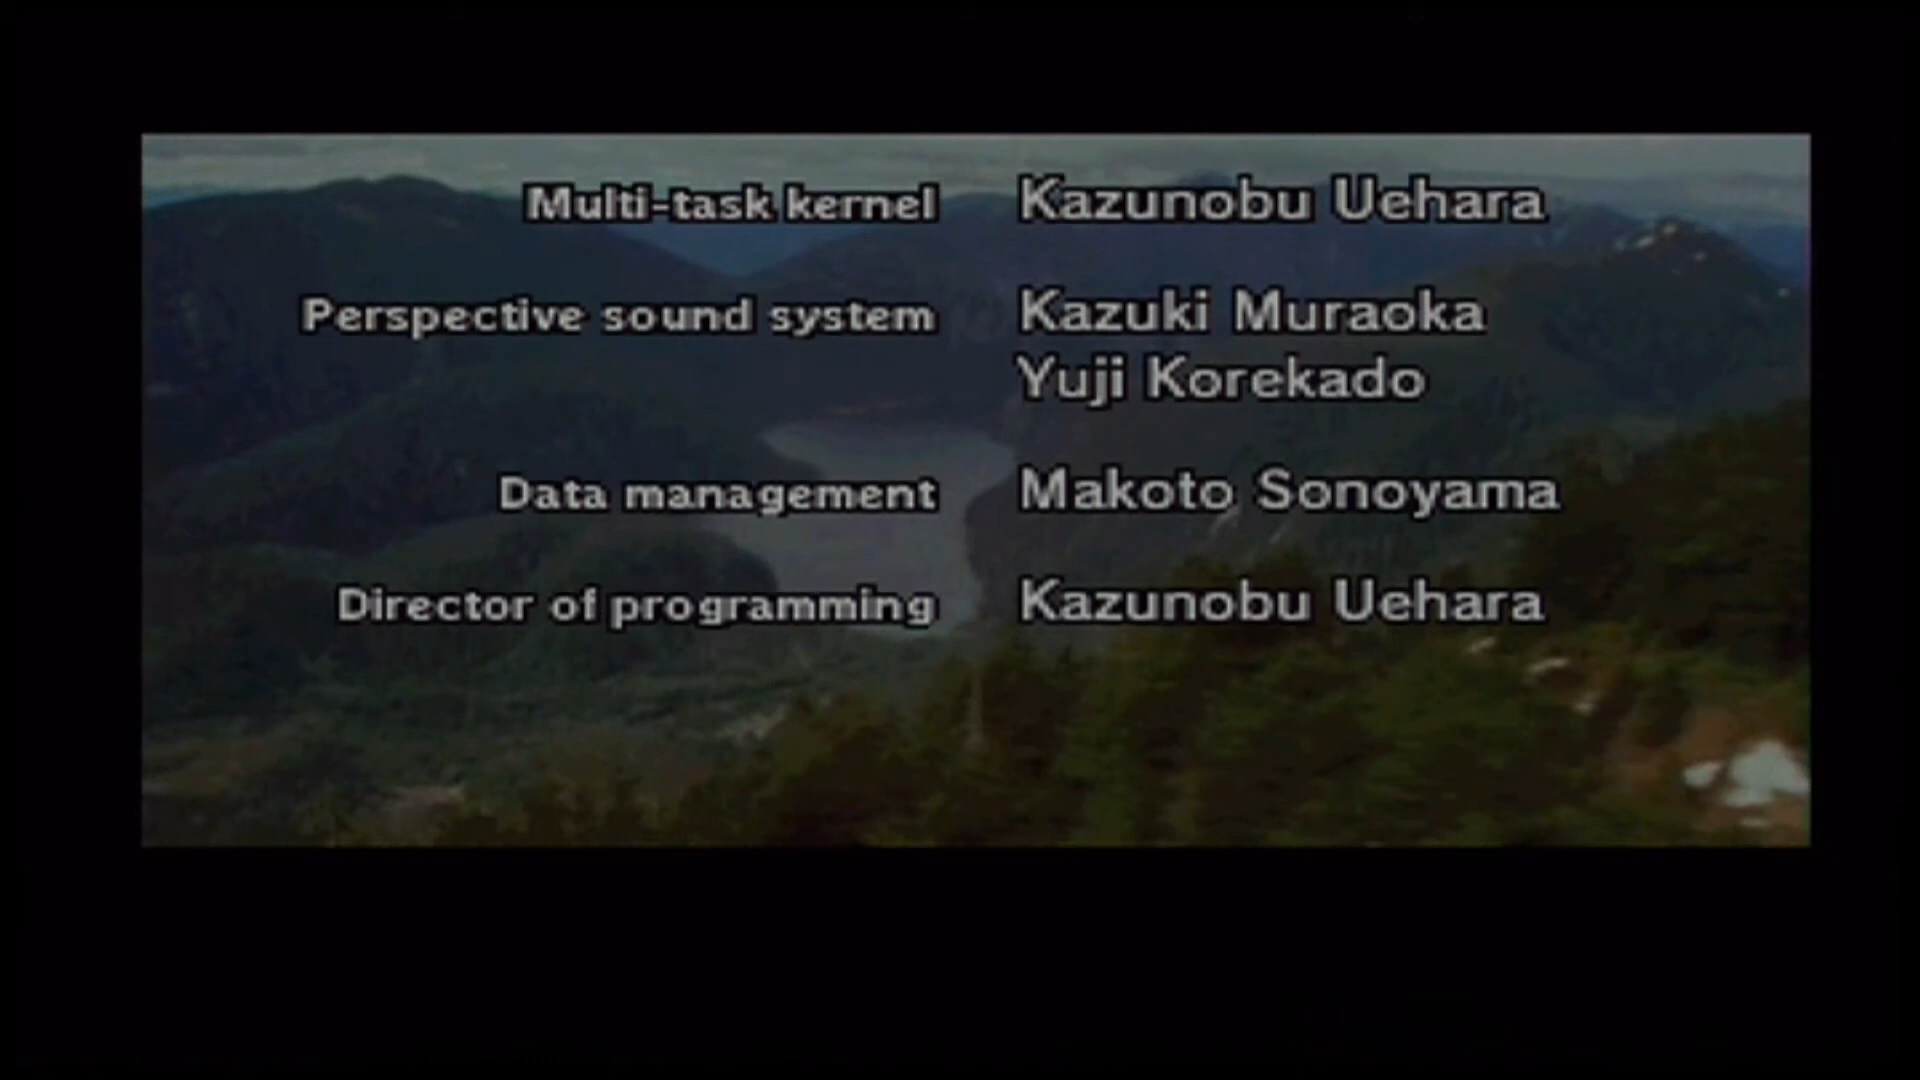 Multi-task kernel Kazunobu Uehara
Perspective sound system Kazuki Muraoka
Yuji Korekado
Data management Makoto Sonoyama
Director of programming Kazunobu Uehara